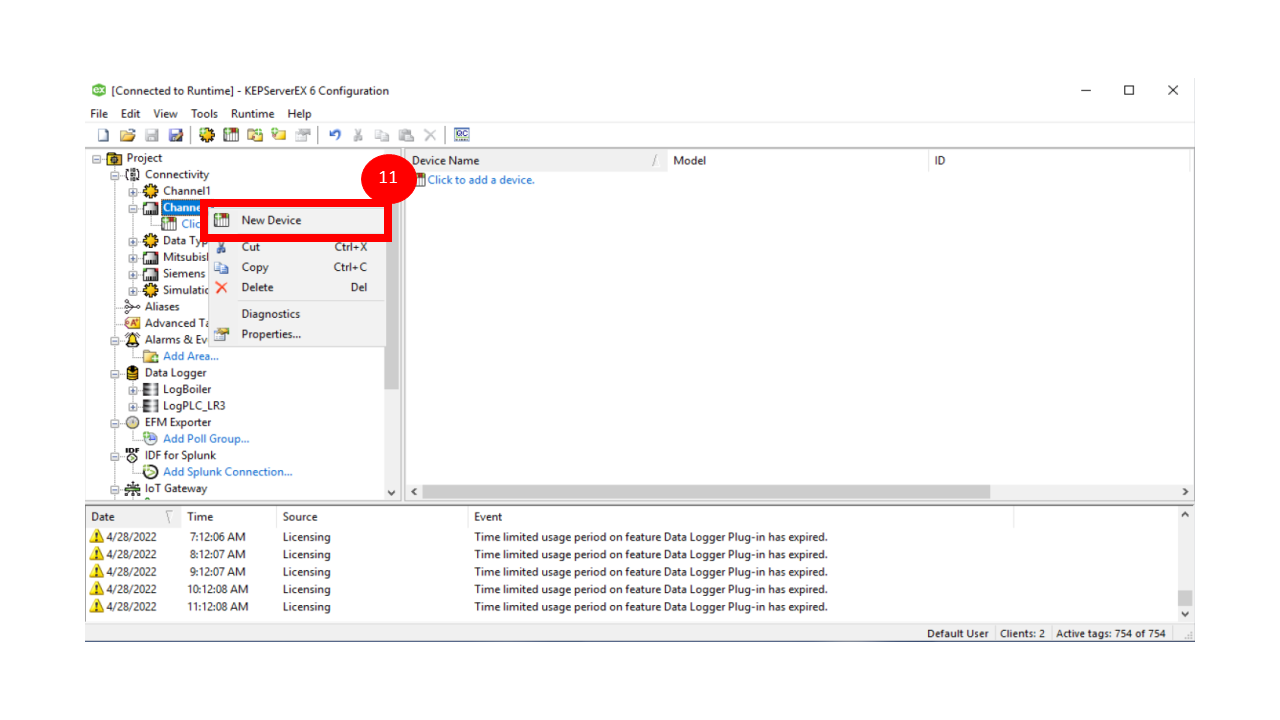 [Connected to Runtime] - KEPServerEX 6 Configuration
File Edit View Tools Runtime Help
Project
Connectivity
Channel1
Clic
Data Typ
Mitsubis
Siemens
Simulatio
Aliases
Advanced Ta
Alarms & Ev
Add Area...
Data Logger
LogBoiler
LogPLC_LR3
EFM Exporter
Add Poll Group...
IDF for Splunk
Add Splunk Connection...
IoT Gateway
11
New Device
Cut Ctrl+X
Copy Ctrl+C
Delete Del
Diagnostics
Properties...
Device Name Model ID
Click to add a device.
Date Time Source Event
4/28/2022 7:12:06 AM Licensing Time limited usage period on feature Data Logger Plug-in has expired.
4/28/2022 8:12:07 AM Licensing Time limited usage period on feature Data Logger Plug-in has expired.
4/28/2022 9:12:07 AM Licensing Time limited usage period on feature Data Logger Plug-in has expired.
4/28/2022 10:12:08 AM Licensing Time limited usage period on feature Data Logger Plug-in has expired.
4/28/2022 11:12:08 AM Licensing Time limited usage period on feature Data Logger Plug-in has expired.
Default User Clients: 2 Active tags: 754 of 754